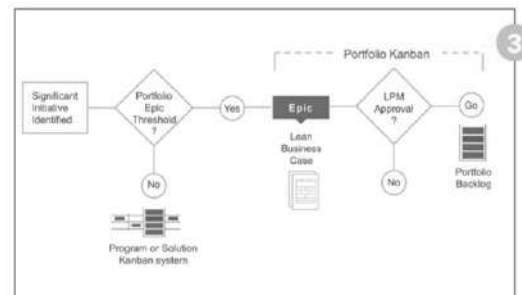 3
Portfolio Kanban
Significant
Initiative
Identified
Portfolio
Epic
Threshold
?
Yes
Epic
Lean
Business
Case
LPM
Approval
?
Go
Portfolio
Backlog
No
No
Program or Solution
Kanban system